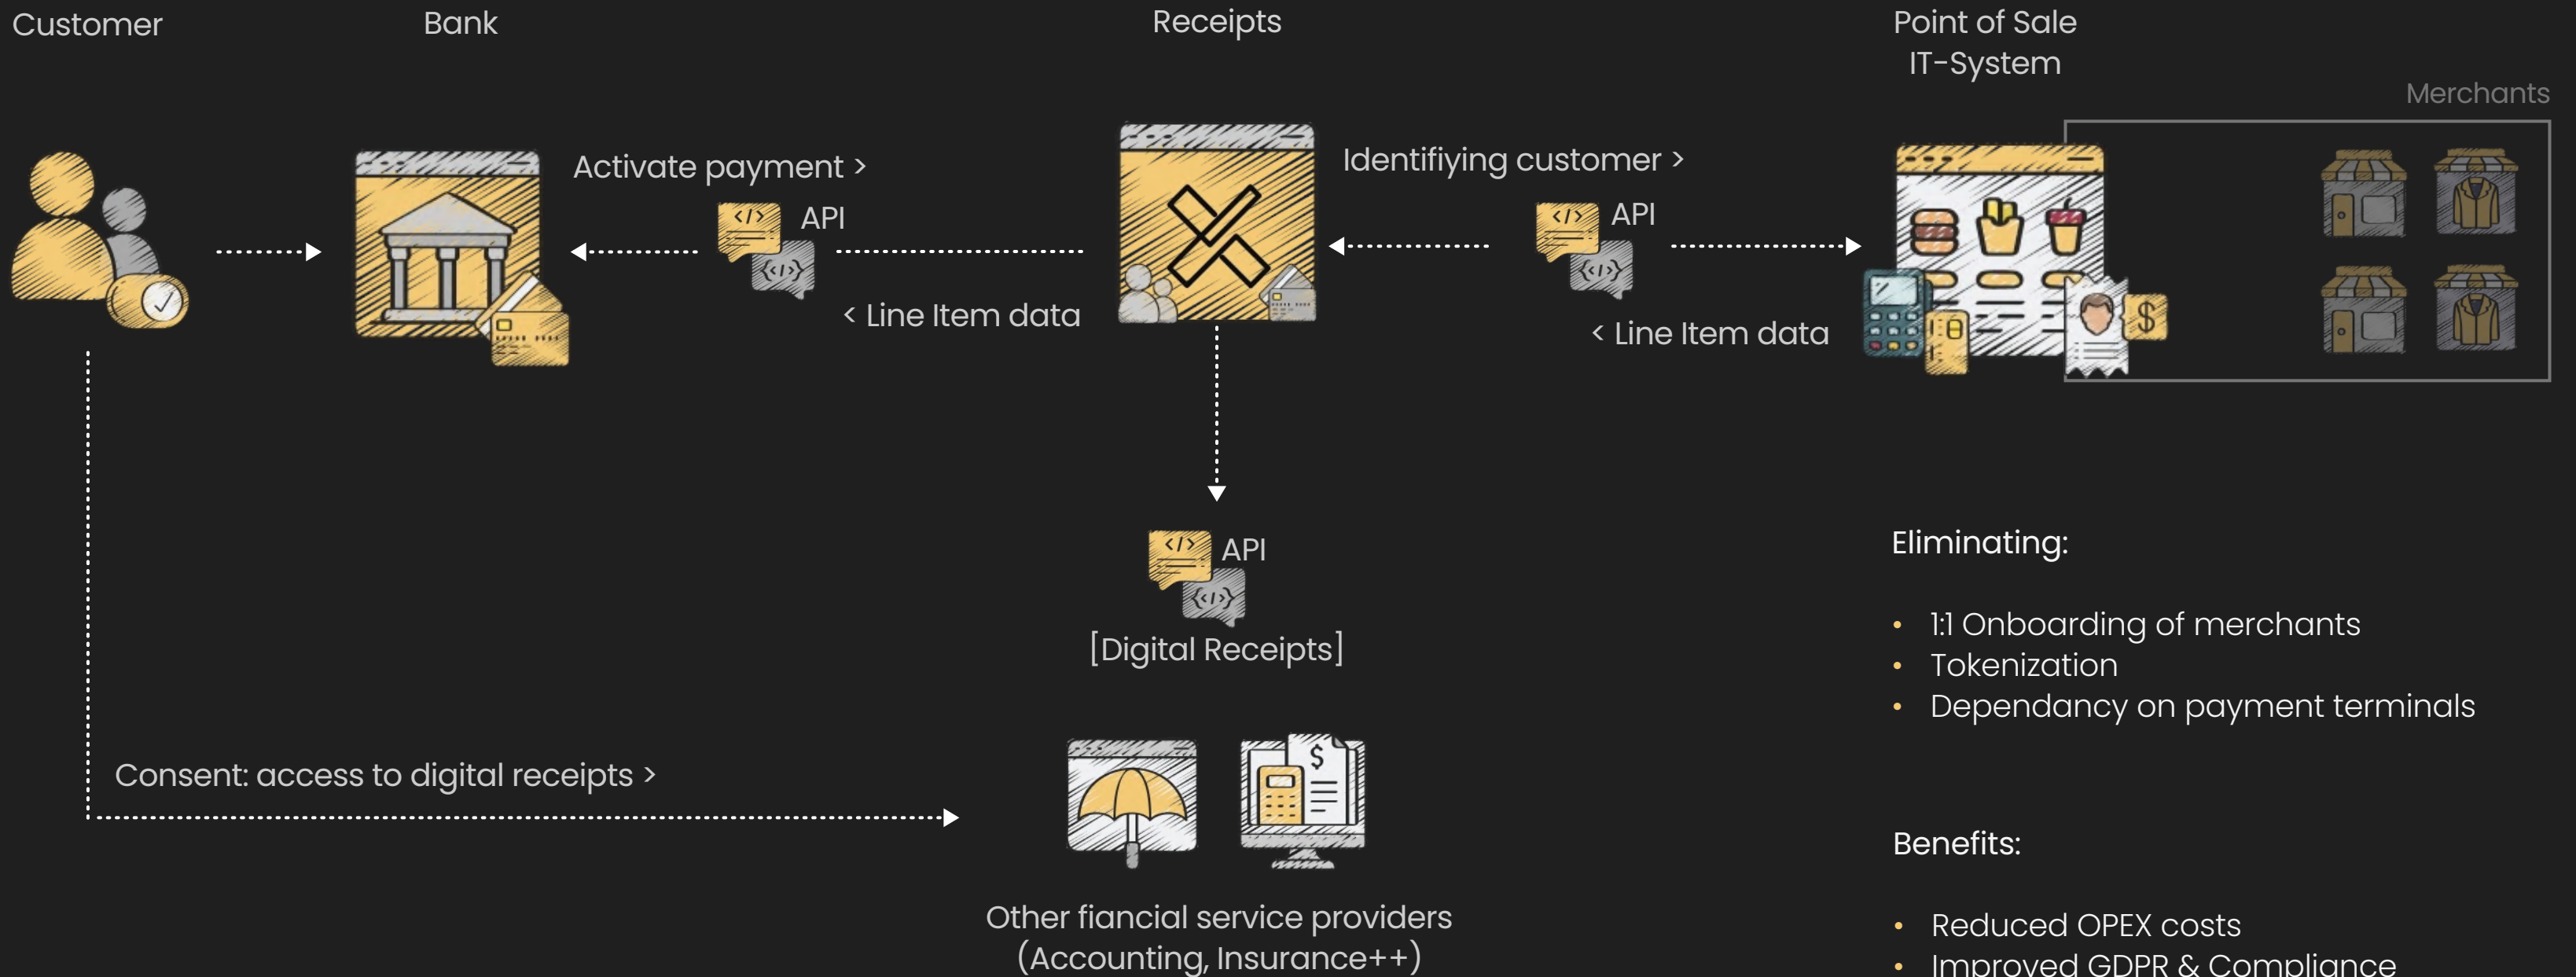 Customer
Bank
Receipts
Point of Sale
IT-System
Merchants
Activate payment >
API
< Line Item data
Identifiying customer >
API
< Line Item data
API
[Digital Receipts]
Consent: access to digital receipts >
Other fiancial service providers
(Accounting, Insurance++)
Eliminating:
• 1:1 Onboarding of merchants
• Tokenization
• Dependancy on payment terminals
Benefits:
• Reduced OPEX costs
• Improved GDPR & Compliance